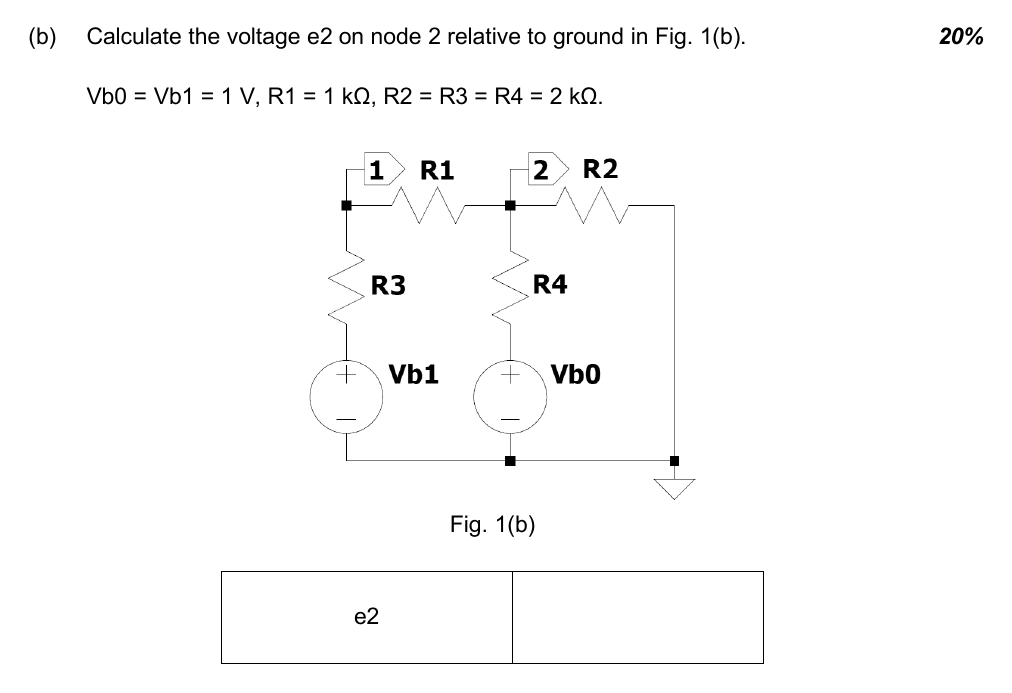 (b) Calculate the voltage e2 on node 2 relative to ground in Fig. 1(b). 20%
Vb0 = Vb1 = 1 V, R1 = 1 kΩ, R2 = R3 = R4 = 2 kΩ.
1 R1 2 R2
R3 R4
+ Vb1 + Vb0
Fig. 1(b)
e2